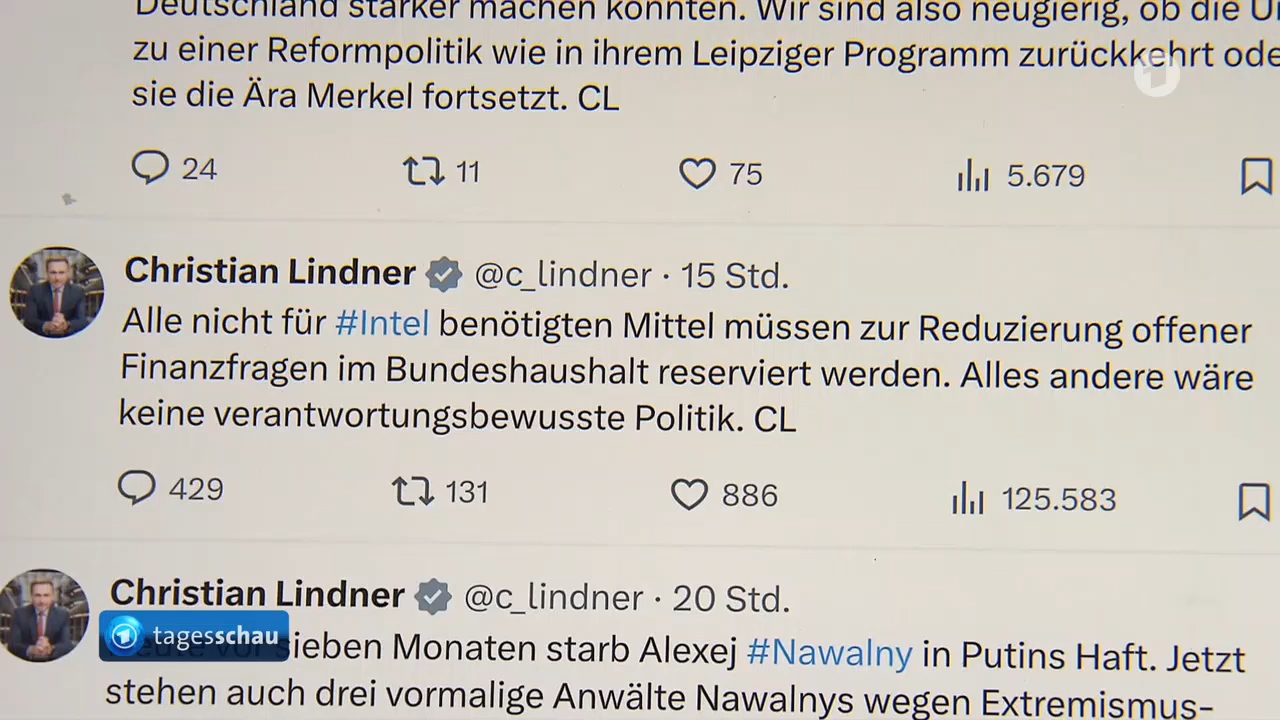 Deutschland stärker machen könnten. Wir sind also neugierig, ob die
zu einer Reformpolitik wie in ihrem Leipziger Programm zurückkehrt
sie die Ära Merkel fortsetzt. CL
24 11 75 5.679
Christian Lindner @c_lindner · 15 Std.
Alle nicht für #Intel benötigten Mittel müssen zur Reduzierung offener
Finanzfragen im Bundeshaushalt reserviert werden. Alles andere wäre
keine verantwortungsbewusste Politik. CL
429 131 886 125.583
Christian Lindner @c_lindner · 20 Std.
tagesschau
sieben Monaten starb Alexej #Nawalny in Putins Haft. Jetzt
stehen auch drei vormalige Anwälte Nawalnys wegen Extremismus-